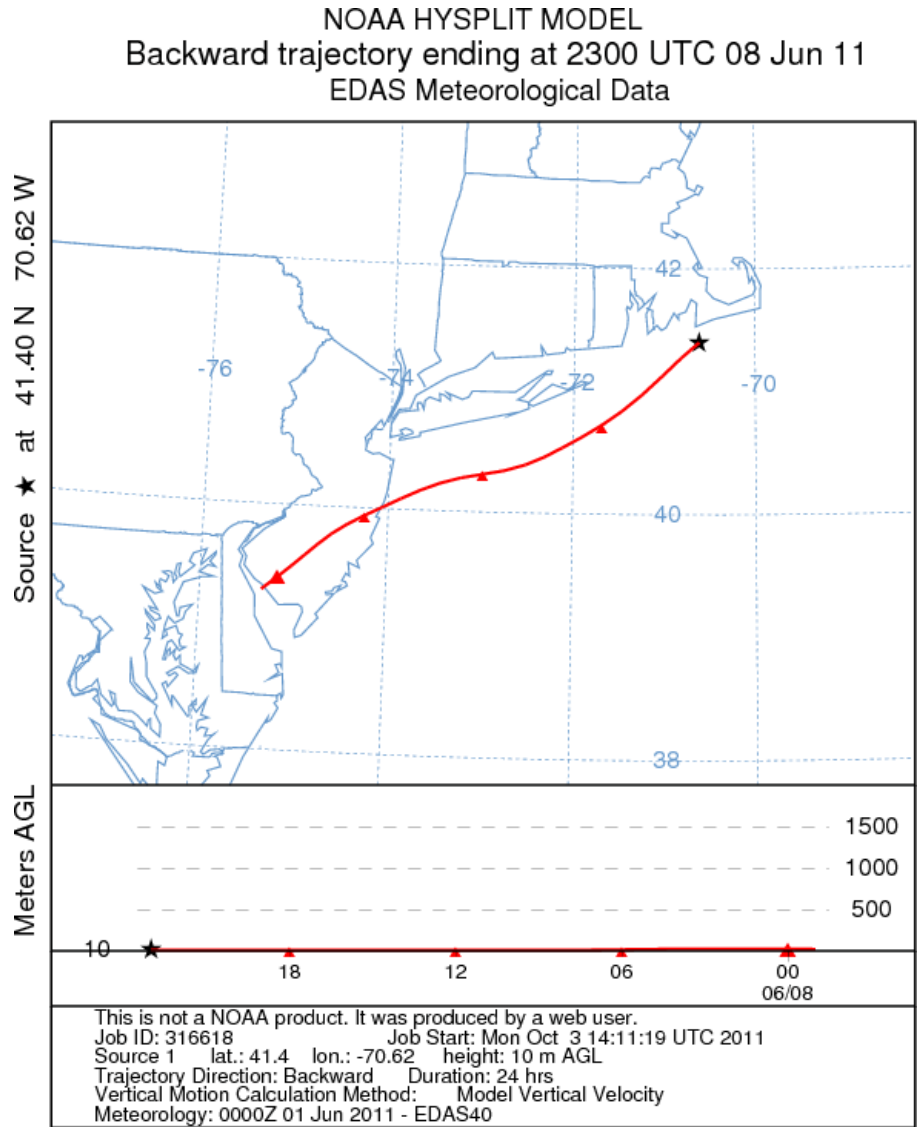 NOAA HYSPLIT MODEL
Backward trajectory ending at 2300 UTC 08 Jun 11
EDAS Meteorological Data
Source ★ at 41.40 N 70.62 W
42
-76
-74
-72
-70
40
38
Meters AGL
1500
1000
500
10
18 12 06 00
06/08
This is not a NOAA product. It was produced by a web user.
Job ID: 316618 Job Start: Mon Oct 3 14:11:19 UTC 2011
Source 1 lat.: 41.4 lon.: -70.62 height: 10 m AGL
Trajectory Direction: Backward Duration: 24 hrs
Vertical Motion Calculation Method: Model Vertical Velocity
Meteorology: 0000Z 01 Jun 2011 - EDAS40